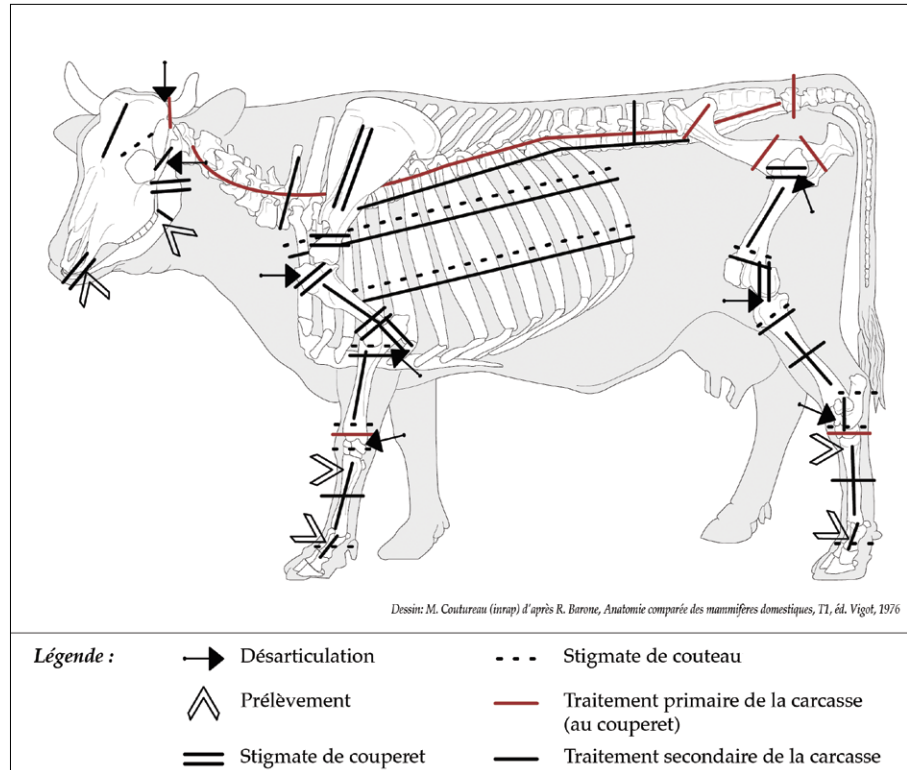 Dessin: M. Coutureau (inrap) d'après R. Barone, Anatomie comparée des mammifères domestiques, T1, éd. Vigot, 1976
Légende :
Désarticulation
Prélèvement
Stigmate de couperet
Stigmate de couteau
Traitement primaire de la carcasse
(au couperet)
Traitement secondaire de la carcasse